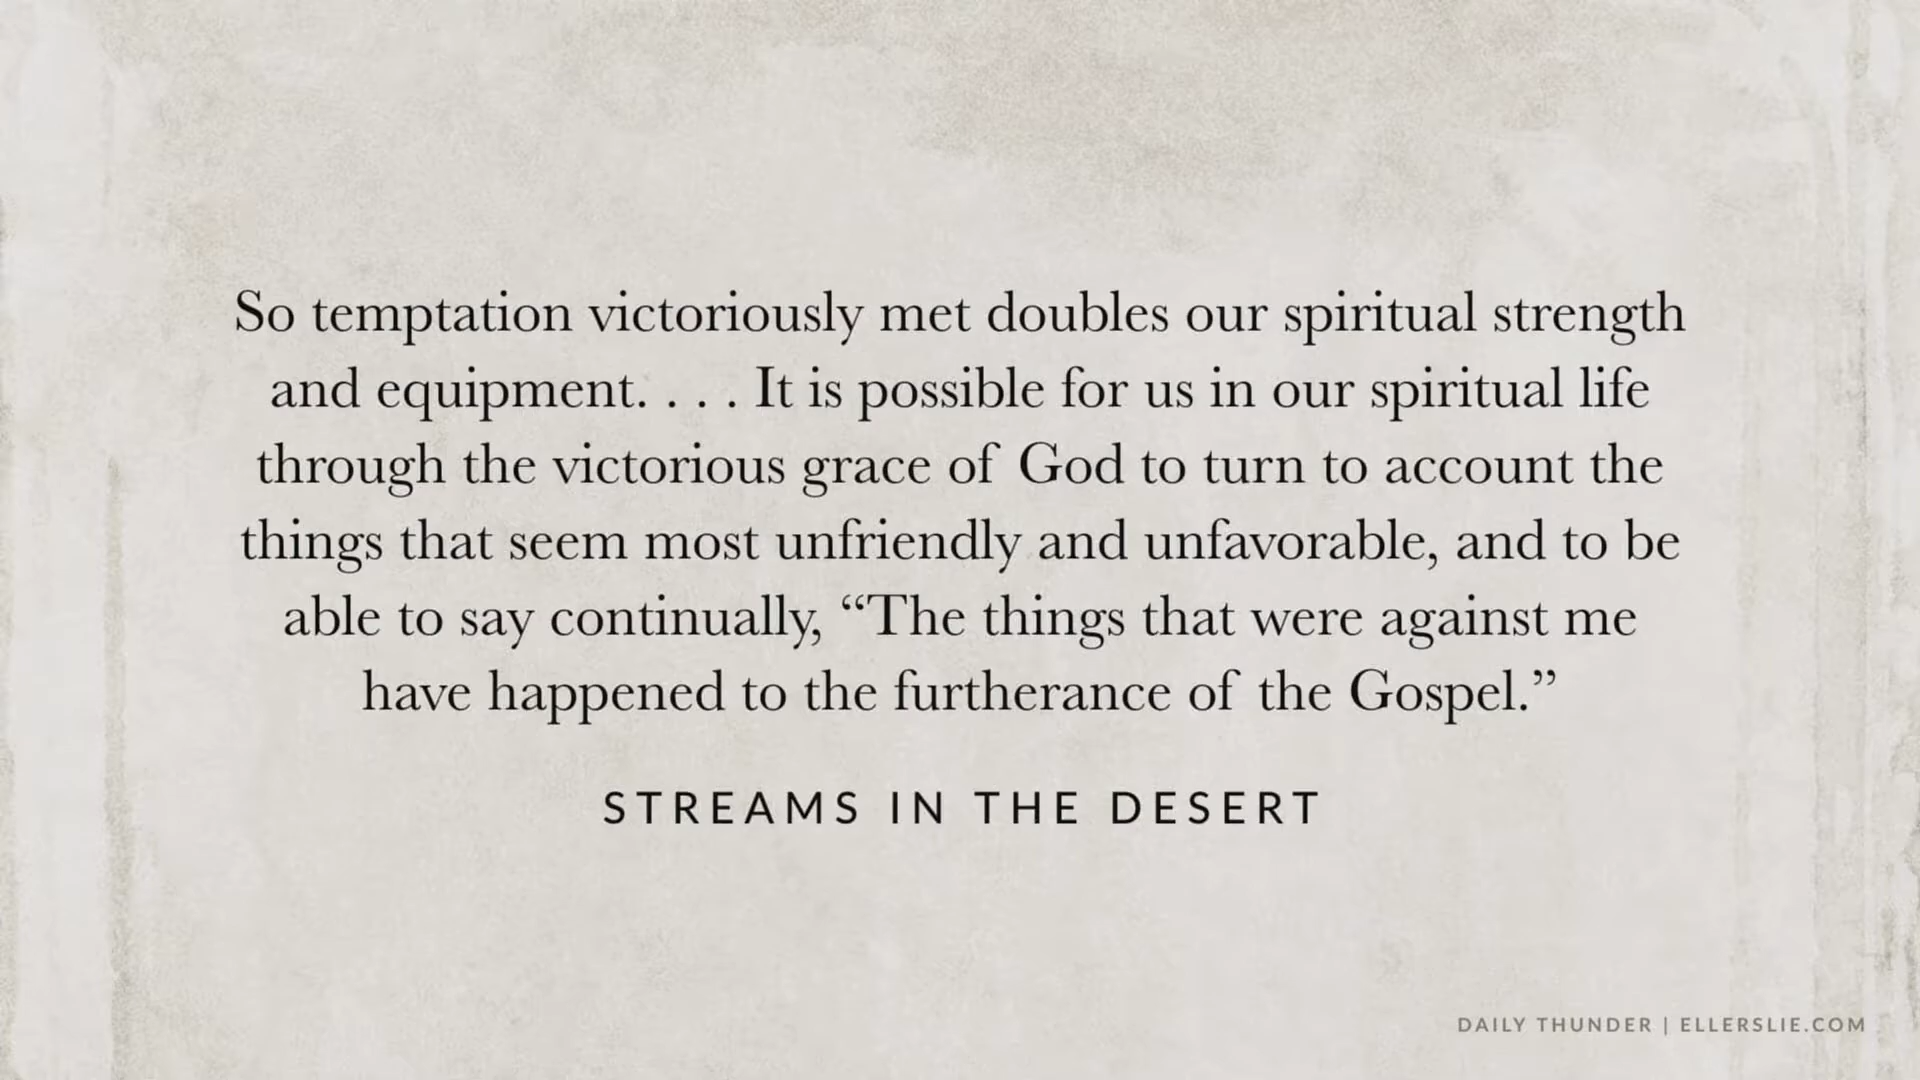 So temptation victoriously met doubles our spiritual strength
and equipment. . . . It is possible for us in our spiritual life
through the victorious grace of God to turn to account the
things that seem most unfriendly and unfavorable, and to be
able to say continually, “The things that were against me
have happened to the furtherance of the Gospel.”
STREAMS IN THE DESERT
DAILY THUNDER | ELLERSLIE.COM